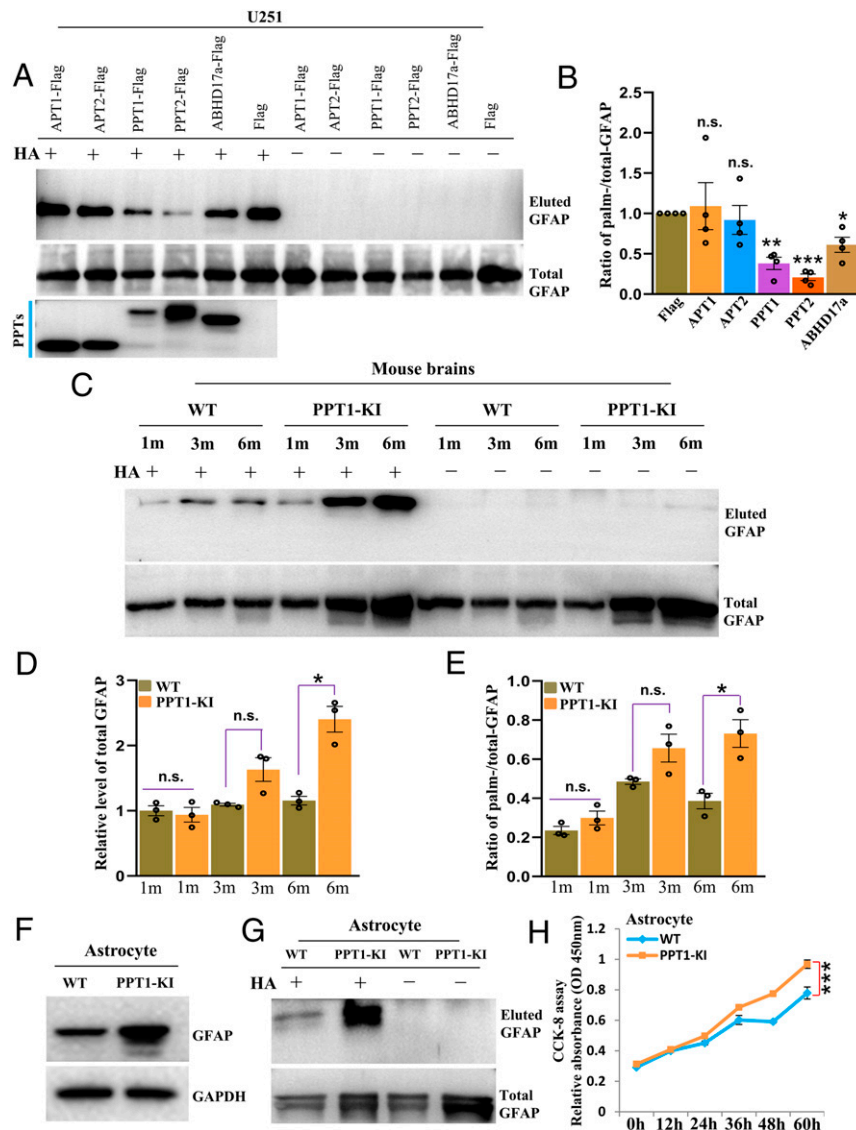 U251
A
APT1-Flag APT2-Flag PPT1-Flag PPT2-Flag ABHD17a-Flag Flag APT1-Flag APT2-Flag PPT1-Flag PPT2-Flag ABHD17a-Flag Flag
HA + + + + + + − − − − − −
Eluted
GFAP
Total
GFAP
PPTs
B
Ratio of palm-/total-GFAP
2.5
2.0
1.5
1.0
0.5
0.0
n.s. n.s. ** *** *
Flag APT1 APT2 PPT1 PPT2 ABHD17a
C
Mouse brains
WT PPT1-KI WT PPT1-KI
1m 3m 6m 1m 3m 6m 1m 3m 6m 1m 3m 6m
HA + + + + + + − − − − − −
Eluted
GFAP
Total
GFAP
D
Relative level of total GFAP
3
2
1
0
WT
PPT1-KI
n.s. n.s. *
1m 1m 3m 3m 6m 6m
E
Ratio of palm-/total-GFAP
1.0
0.8
0.6
0.4
0.2
0.0
WT
PPT1-KI
n.s. n.s. *
1m 1m 3m 3m 6m 6m
F
Astrocyte
WT PPT1-KI
GFAP
GAPDH
G
Astrocyte
WT PPT1-KI WT PPT1-KI
HA + + − −
Eluted
GFAP
Total
GFAP
H
CCK-8 assay
Relative absorbance (OD 450nm)
1
0.8
0.6
0.4
0.2
0
Astrocyte
WT
PPT1-KI
***
0h 12h 24h 36h 48h 60h